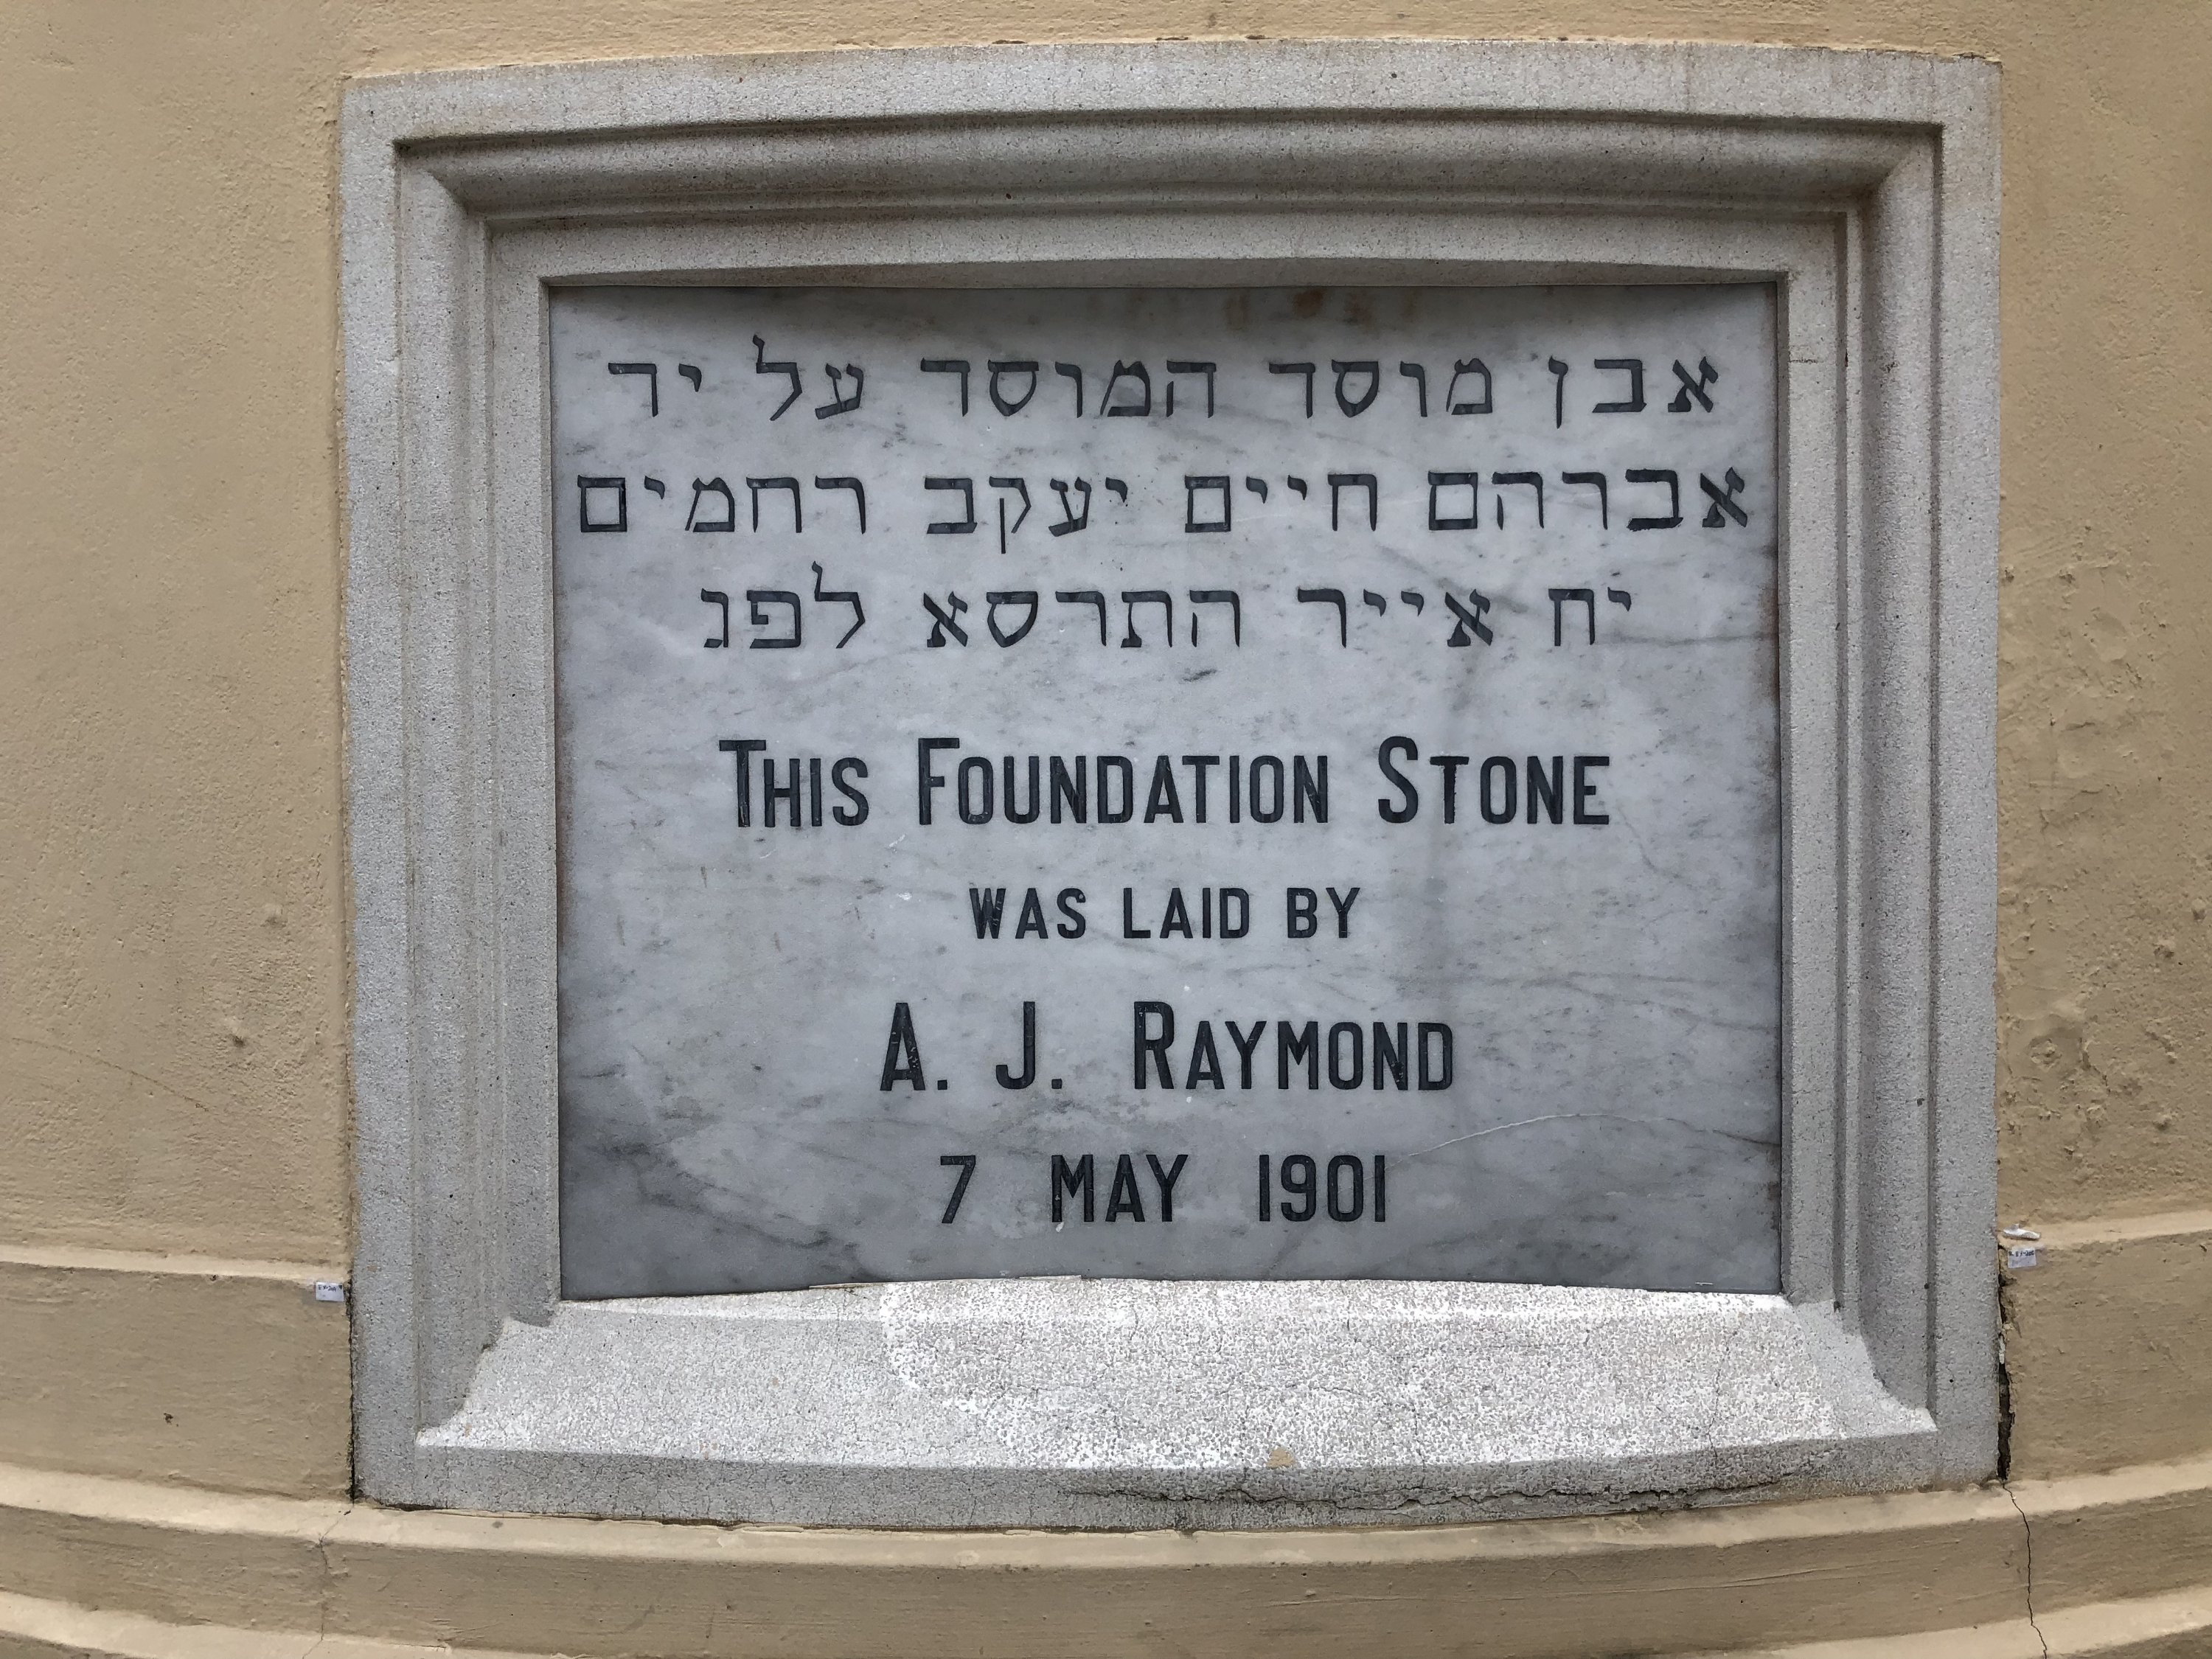 אבן מוסד המוסד על יד
אברהם חיים יעקב רחמים
יח אייר התרסא לפג
THIS FOUNDATION STONE
WAS LAID BY
A. J. RAYMOND
7 MAY 1901